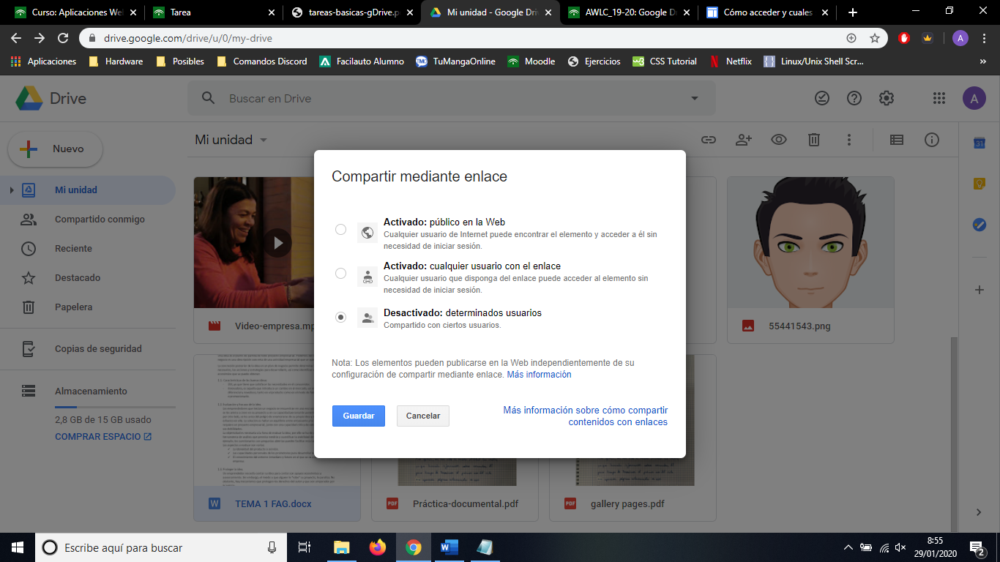 Curso: Aplicaciones We
Tarea
tareas-basicas-gDrive.p
Mi unidad - Google Dri
AWLC_19-20: Google D
Cómo acceder y cuales
drive.google.com/drive/u/0/my-drive
A
Aplicaciones
Hardware
Posibles
Comandos Discord
Facilauto Alumno
TuMangaOnline
Moodle
Ejercicios
CSS Tutorial
Netflix
Linux/Unix Shell Scr...
Drive
Buscar en Drive
A
Nuevo
Mi unidad
Mi unidad
Compartido conmigo
Reciente
Destacado
Papelera
Copias de seguridad
Almacenamiento
2,8 GB de 15 GB usado
COMPRAR ESPACIO
31
Compartir mediante enlace
Activado: público en la Web
Cualquier usuario de Internet puede encontrar el elemento y acceder a él sin
necesidad de iniciar sesión.
Activado: cualquier usuario con el enlace
Cualquier usuario que disponga del enlace puede acceder al elemento sin
necesidad de iniciar sesión.
Desactivado: determinados usuarios
Compartido con ciertos usuarios.
Nota: Los elementos pueden publicarse en la Web independientemente de su
configuración de compartir mediante enlace. Más información
Guardar
Cancelar
Más información sobre cómo compartir
contenidos con enlaces
Video-empresa.mp
55441543.png
W
TEMA 1 FAG.docx
PDF
Práctica-documental.pdf
PDF
gallery pages.pdf
Escribe aquí para buscar
8:55
29/01/2020
2